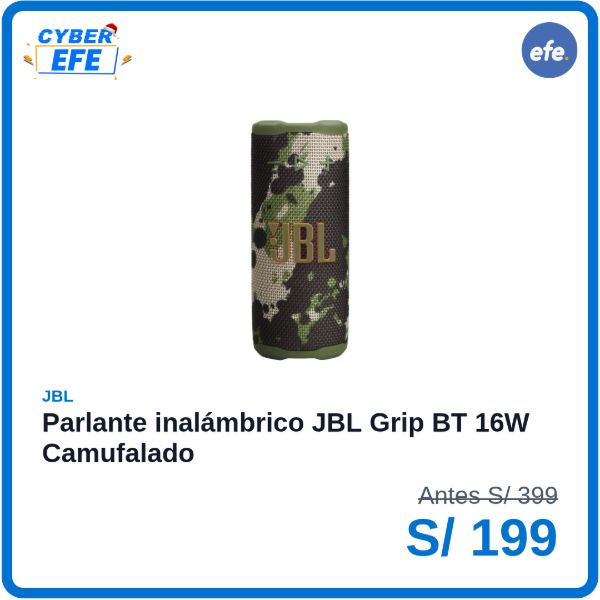 CYBER
EFE
efe.
JBL
JBL
Parlante inalámbrico JBL Grip BT 16W
Camufalado
Antes S/ 399
S/ 199